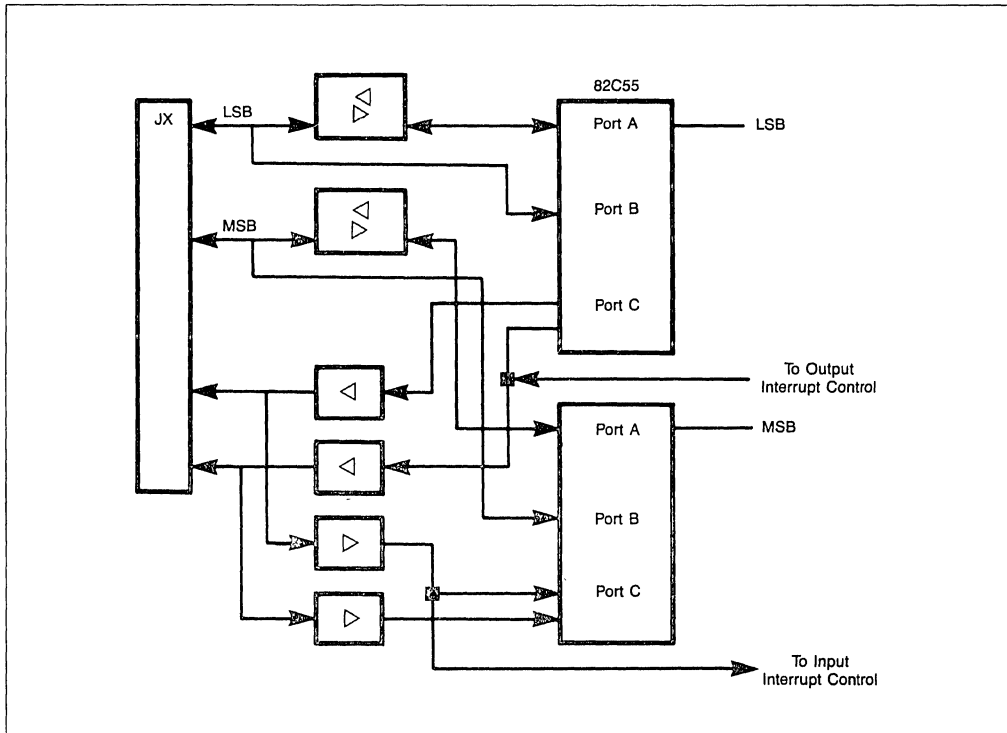 82C55
JX
LSB
Port A
LSB
Port B
MSB
Port C
To Output
Interrupt Control
Port A
MSB
Port B
Port C
To Input
Interrupt Control